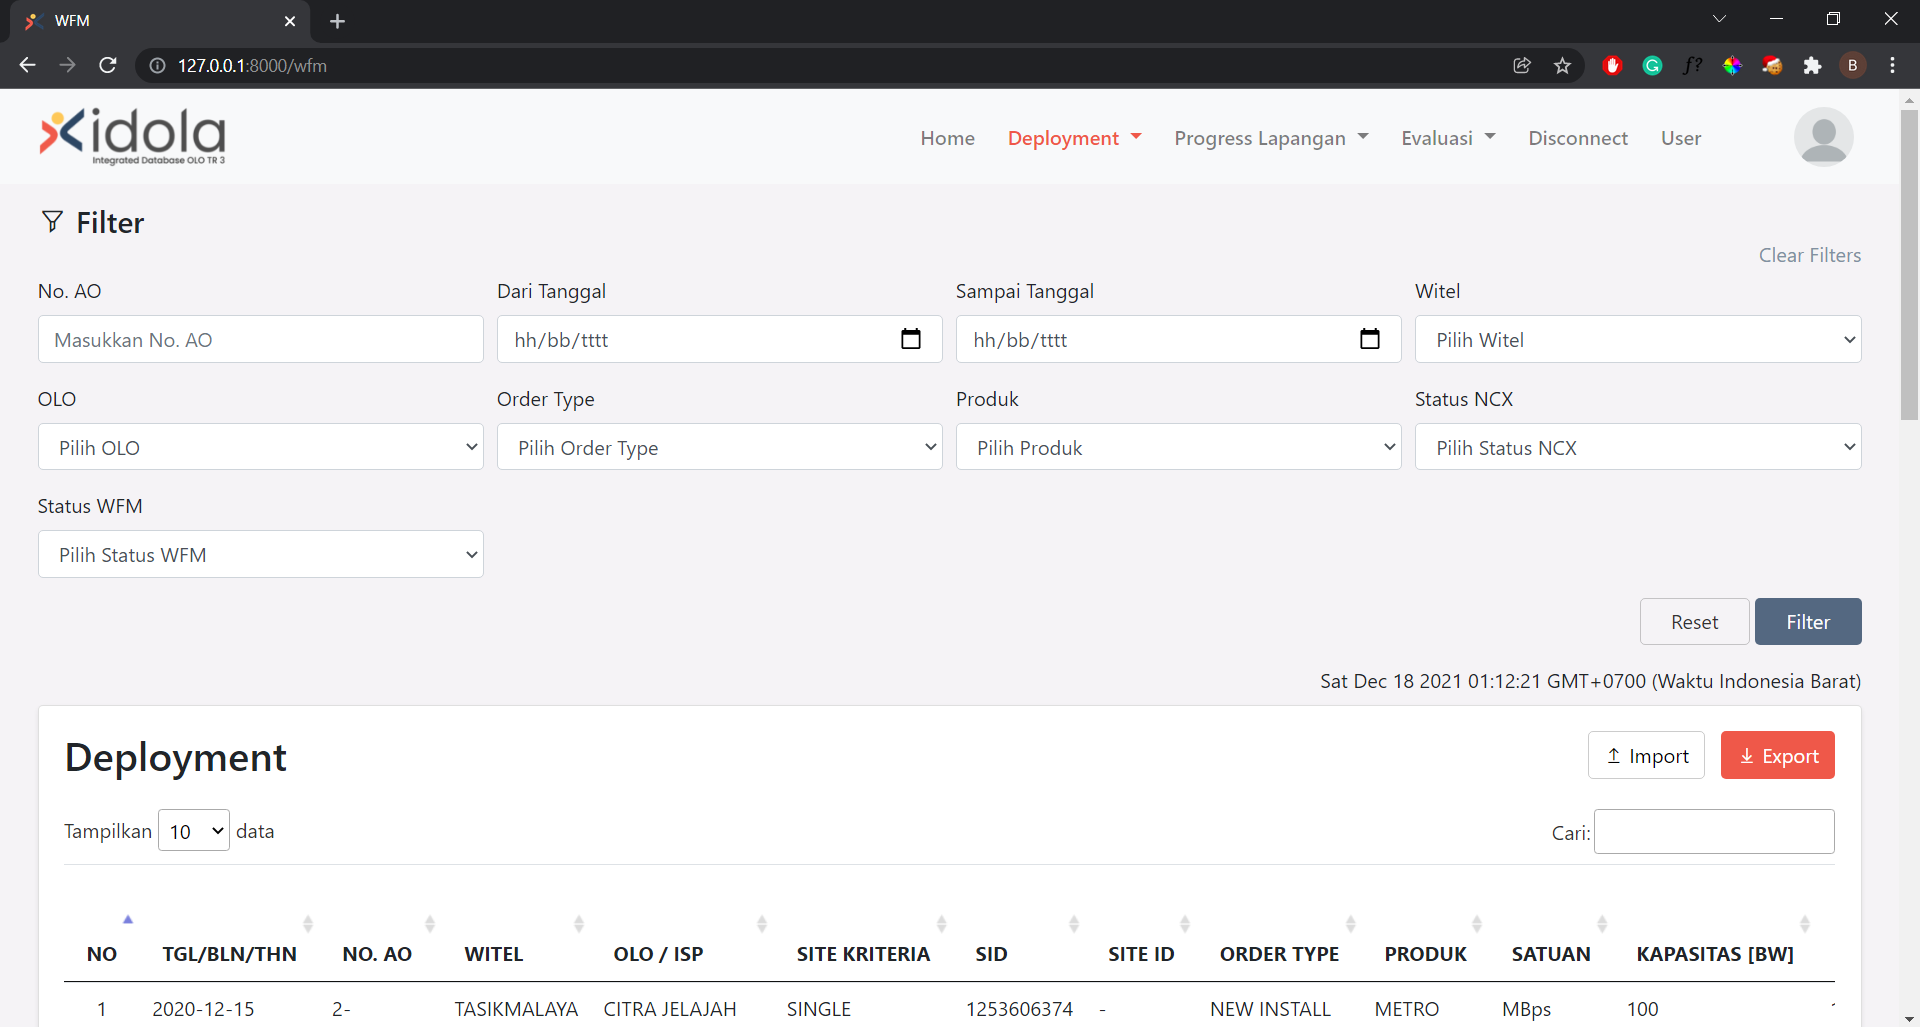 WFM
127.0.0.1:8000/wfm
f?
B
idola
Integrated Database OLO TR 3
Home Deployment Progress Lapangan Evaluasi Disconnect User
Filter
Clear Filters
No. AO Dari Tanggal Sampai Tanggal Witel
Masukkan No. AO hh/bb/tttt hh/bb/tttt Pilih Witel
OLO Order Type Produk Status NCX
Pilih OLO Pilih Order Type Pilih Produk Pilih Status NCX
Status WFM
Pilih Status WFM
Reset Filter
Sat Dec 18 2021 01:12:21 GMT+0700 (Waktu Indonesia Barat)
Deployment Import Export
Tampilkan 10 data Cari:
NO TGL/BLN/THN NO. AO WITEL OLO / ISP SITE KRITERIA SID SITE ID ORDER TYPE PRODUK SATUAN KAPASITAS [BW]
1 2020-12-15 2- TASIKMALAYA CITRA JELAJAH SINGLE 1253606374 - NEW INSTALL METRO MBps 100